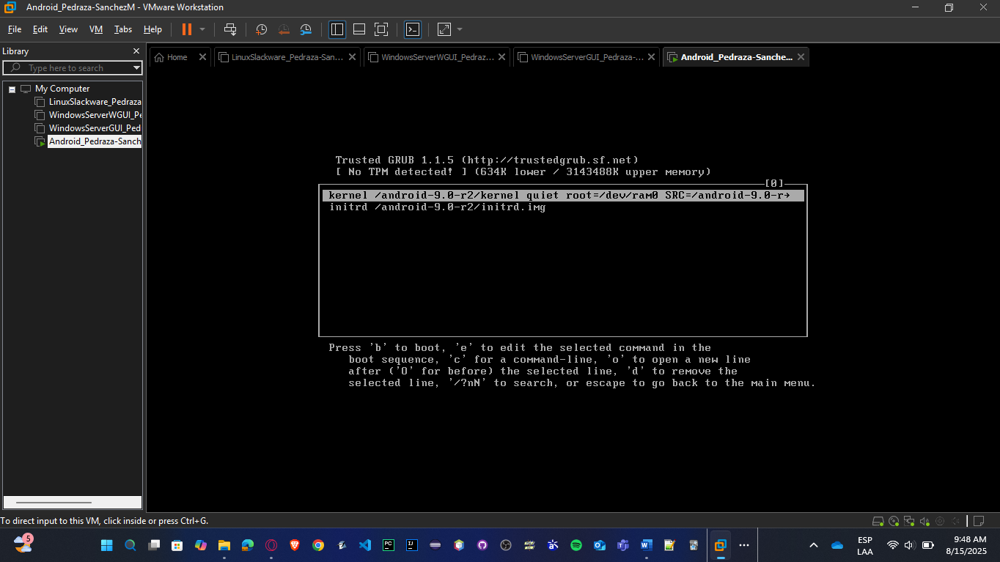 Android_Pedraza-SanchezM - VMware Workstation
File Edit View VM Tabs Help
Library
Type here to search
My Computer
LinuxSlackware_Pedraza
WindowsServerWGUI_Pe
WindowsServerGUI_Ped
Android_Pedraza-Sanch
Home
LinuxSlackware_Pedraza-San...
WindowsServerWGUI_Pedraz...
WindowsServerGUI_Pedraza-...
Android_Pedraza-Sanche...
Trusted GRUB 1.1.5 (http://trustedgrub.sf.net)
[ No TPM detected! ] (634K lower / 3143488K upper memory)
[0]
kernel /android-9.0-r2/kernel quiet root=/dev/ram0 SRC=/android-9.0-r→
initrd /android-9.0-r2/initrd.img
Press 'b' to boot, 'e' to edit the selected command in the
boot sequence, 'c' for a command-line, 'o' to open a new line
after ('O' for before) the selected line, 'd' to remove the
selected line, '/?nN' to search, or escape to go back to the main menu.
To direct input to this VM, click inside or press Ctrl+G.
5
ESP
LAA
9:48 AM
8/15/2025